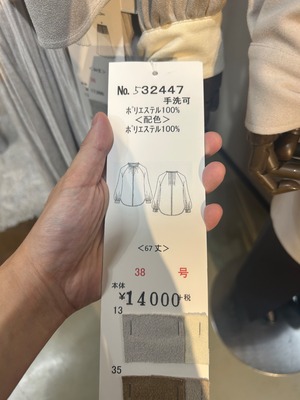 No. 532447
手洗可
ポリエステル100%
<配色>
ポリエステル100%
<67丈>
38 号
本体
¥14000+税
13
35